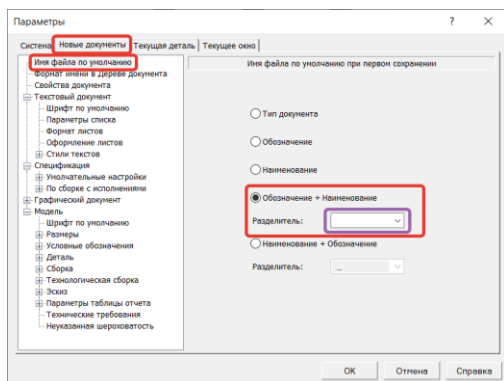 Параметры
? ×
Система Новые документы Текущая деталь Текущее окно
Имя файла по умолчанию
Формат имени в Дереве документа
Свойства документа
Текстовый документ
Шрифт по умолчанию
Параметры списка
Формат листов
Оформление листов
Стили текстов
Спецификация
Умолчательные настройки
По сборке с исполнениями
Графический документ
Модель
Шрифт по умолчанию
Размеры
Условные обозначения
Деталь
Сборка
Технологическая сборка
Эскиз
Параметры таблицы отчета
Технические требования
Неуказанная шероховатость
Имя файла по умолчанию при первом сохранении
Тип документа
Обозначение
Наименование
Обозначение + Наименование
Разделитель:
Наименование + Обозначение
Разделитель: _
OK Отмена Справка